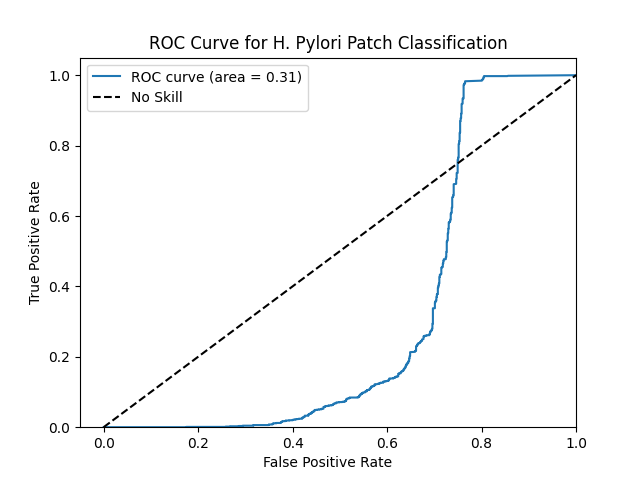 ROC Curve for H. Pylori Patch Classification
ROC curve (area = 0.31)
No Skill
True Positive Rate
1.0
0.8
0.6
0.4
0.2
0.0
0.0 0.2 0.4 0.6 0.8 1.0
False Positive Rate